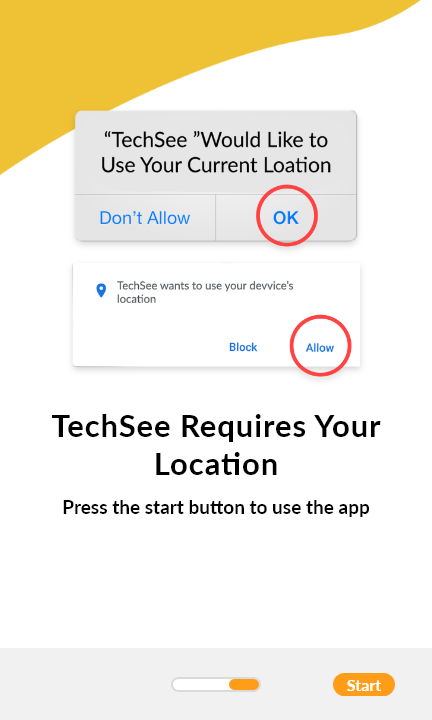 “TechSee ”Would Like to
Use Your Current Loation
Don’t Allow
OK
TechSee wants to use your devvice’s
location
Block
Allow
TechSee Requires Your
Location
Press the start button to use the app
Start